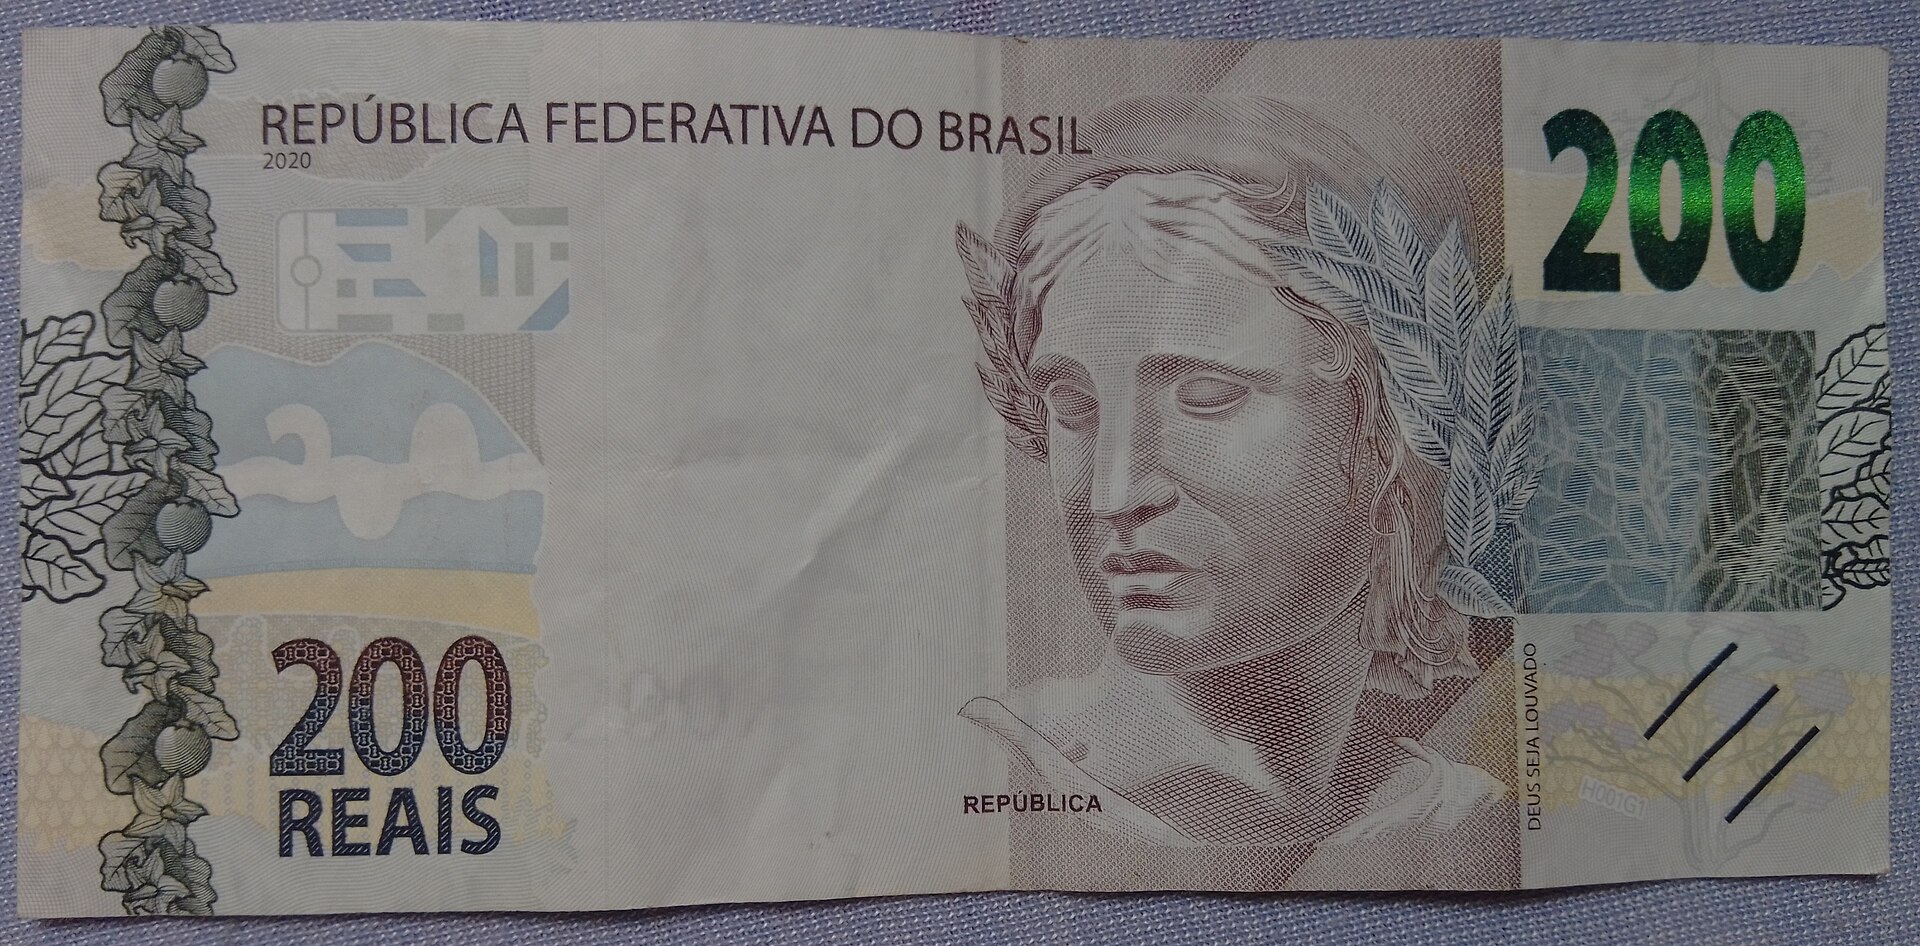 REPÚBLICA FEDERATIVA DO BRASIL
2020
200
200
REAIS
REPÚBLICA
DEUS SEJA LOUVADO
H001G1